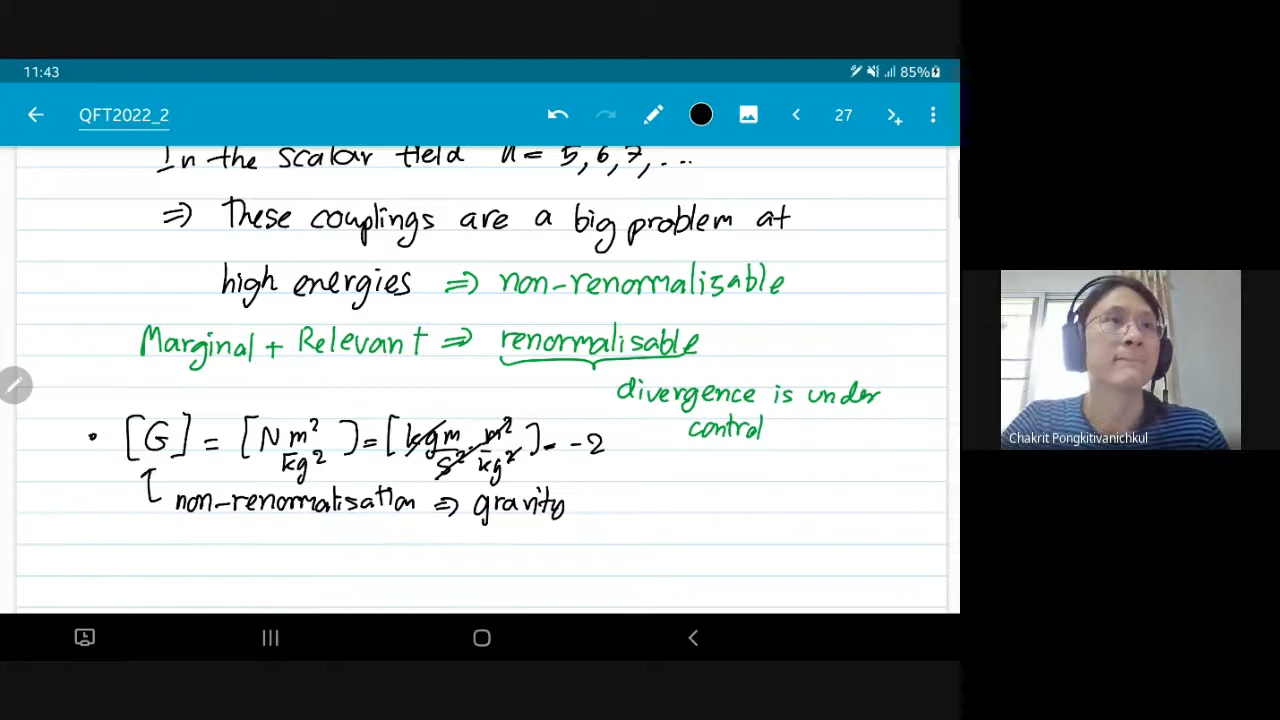 11:43
85%
QFT2022_2
27
In the scalar field n = 5, 6, 7, ...
⇒ These couplings are a big problem at
high energies ⇒ non-renormalisable
Marginal + Relevant ⇒ renormalisable
divergence is under
control
• [G] = [N m²/kg²] = [kg m/s² · m²/kg²] = -2
non-renormalisation ⇒ gravity
Chakrit Pongkitivanichkul